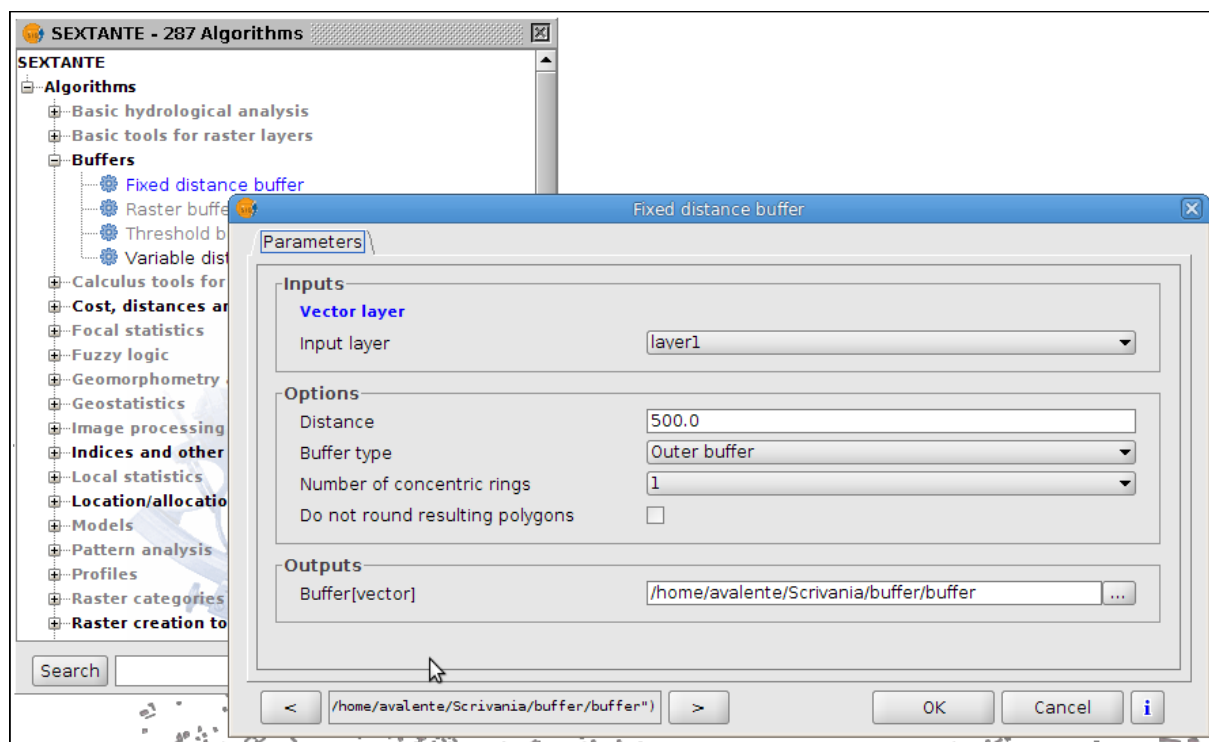 SEXTANTE - 287 Algorithms
SEXTANTE
Algorithms
Basic hydrological analysis
Basic tools for raster layers
Buffers
Fixed distance buffer
Raster buffe
Threshold b
Variable dist
Calculus tools for
Cost, distances an
Focal statistics
Fuzzy logic
Geomorphometry
Geostatistics
Image processing
Indices and other
Local statistics
Location/allocatio
Models
Pattern analysis
Profiles
Raster categories
Raster creation to
Search
Fixed distance buffer
Parameters
Inputs
Vector layer
Input layer
layer1
Options
Distance
500.0
Buffer type
Outer buffer
Number of concentric rings
1
Do not round resulting polygons
Outputs
Buffer[vector]
/home/avalente/Scrivania/buffer/buffer
...
<
/home/avalente/Scrivania/buffer/buffer")
>
OK
Cancel
i